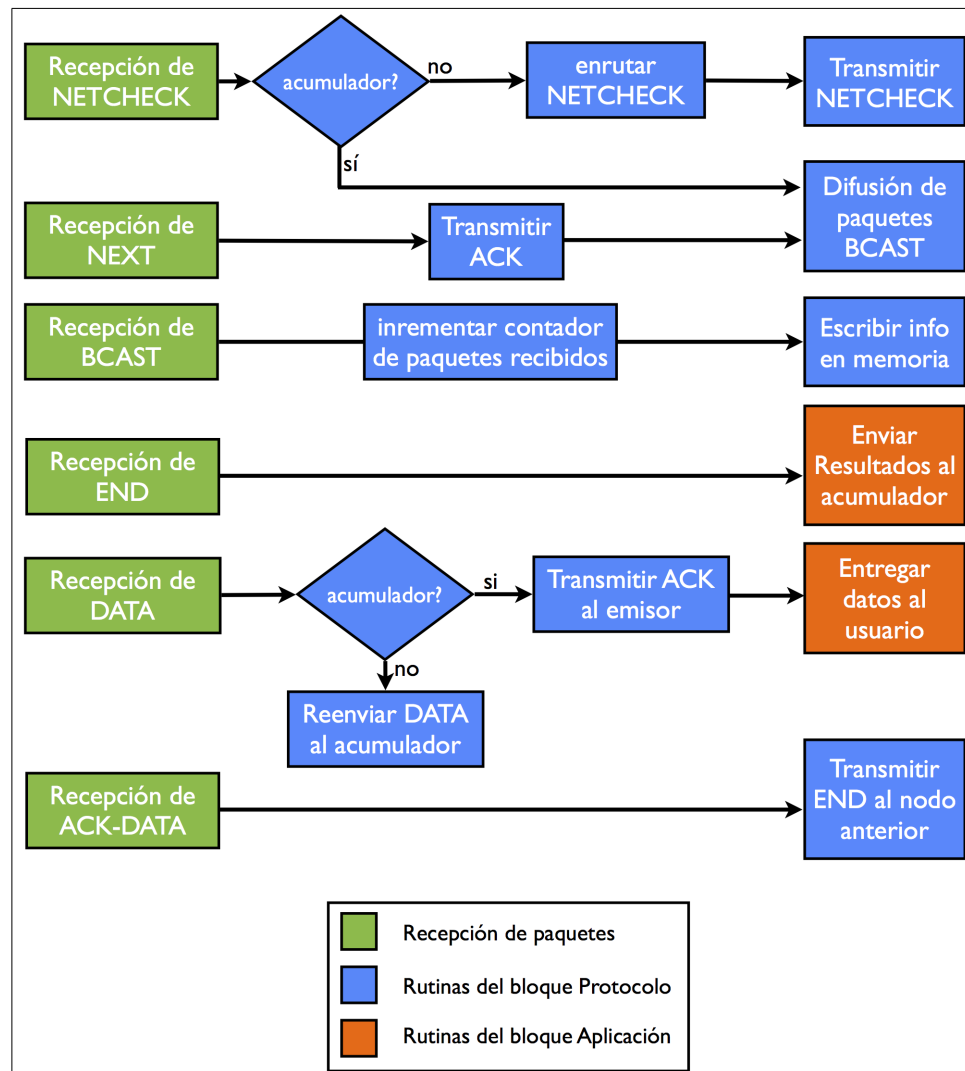 Recepción de
NETCHECK
acumulador?
no
enrutar
NETCHECK
Transmitir
NETCHECK
sí
Difusión de
paquetes
BCAST
Recepción de
NEXT
Transmitir
ACK
Recepción de
BCAST
inrementar contador
de paquetes recibidos
Escribir info
en memoria
Recepción de
END
Enviar
Resultados al
acumulador
Recepción de
DATA
acumulador?
si
Transmitir ACK
al emisor
Entregar
datos al
usuario
no
Reenviar DATA
al acumulador
Recepción de
ACK-DATA
Transmitir
END al nodo
anterior
Recepción de paquetes
Rutinas del bloque Protocolo
Rutinas del bloque Aplicación